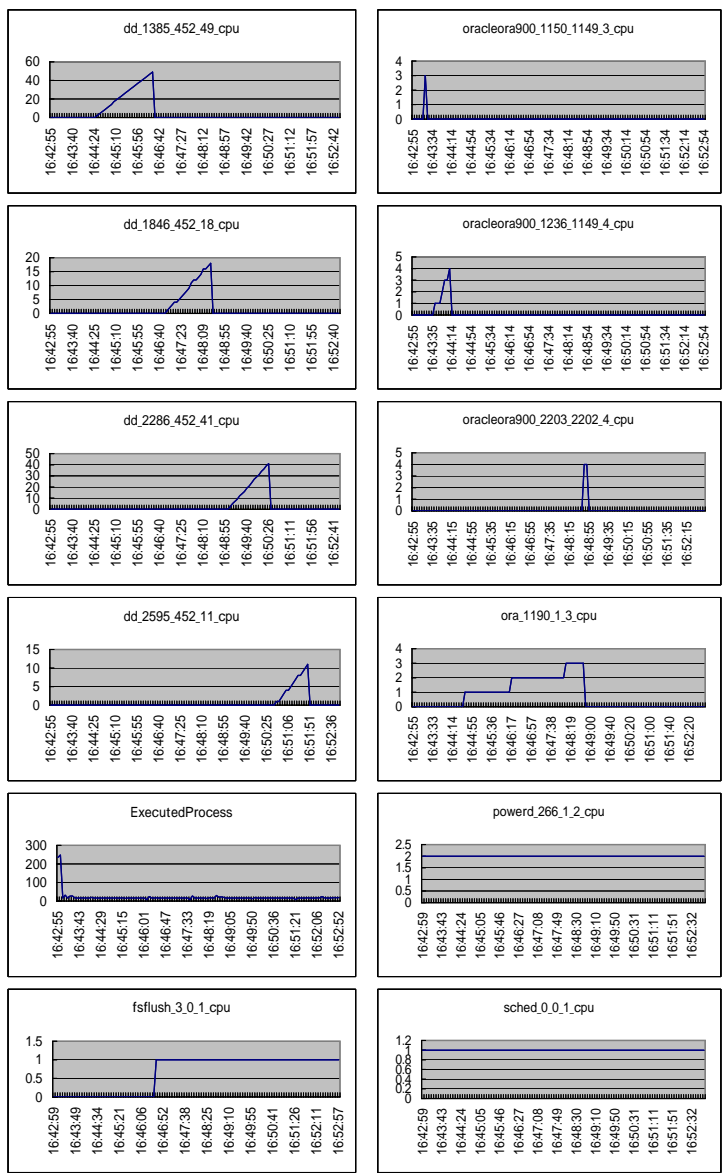 dd_1385_452_49_cpu
60
40
20
0
16:42:55 16:43:40 16:44:24 16:45:10 16:45:56 16:46:42 16:47:27 16:48:12 16:48:57 16:49:42 16:50:27 16:51:12 16:51:57 16:52:42
oracleora900_1150_1149_3_cpu
4
3
2
1
0
16:42:55 16:43:34 16:44:14 16:44:54 16:45:34 16:46:14 16:46:54 16:47:34 16:48:14 16:48:54 16:49:34 16:50:14 16:50:54 16:51:34 16:52:14 16:52:54
dd_1846_452_18_cpu
20
15
10
5
0
16:42:55 16:43:40 16:44:25 16:45:10 16:45:55 16:46:40 16:47:23 16:48:09 16:48:55 16:49:40 16:50:25 16:51:10 16:51:55 16:52:40
oracleora900_1236_1149_4_cpu
5
4
3
2
1
0
16:42:55 16:43:35 16:44:14 16:44:54 16:45:34 16:46:14 16:46:54 16:47:34 16:48:14 16:48:54 16:49:34 16:50:14 16:50:54 16:51:34 16:52:14 16:52:54
dd_2286_452_41_cpu
50
40
30
20
10
0
16:42:55 16:43:40 16:44:25 16:45:10 16:45:55 16:46:40 16:47:25 16:48:10 16:48:55 16:49:40 16:50:26 16:51:11 16:51:56 16:52:41
oracleora900_2203_2202_4_cpu
5
4
3
2
1
0
16:42:55 16:43:35 16:44:15 16:44:55 16:45:35 16:46:15 16:46:55 16:47:35 16:48:15 16:48:55 16:49:35 16:50:15 16:50:55 16:51:35 16:52:15
dd_2595_452_11_cpu
15
10
5
0
16:42:55 16:43:40 16:44:25 16:45:10 16:45:55 16:46:40 16:47:25 16:48:10 16:48:55 16:49:40 16:50:25 16:51:06 16:51:51 16:52:36
ora_1190_1_3_cpu
4
3
2
1
0
16:42:55 16:43:33 16:44:14 16:44:55 16:45:36 16:46:17 16:46:57 16:47:38 16:48:19 16:49:00 16:49:40 16:50:20 16:51:00 16:51:40 16:52:20
ExecutedProcess
300
200
100
0
16:42:55 16:43:43 16:44:29 16:45:15 16:46:01 16:46:47 16:47:33 16:48:19 16:49:05 16:49:50 16:50:36 16:51:21 16:52:06 16:52:52
powerd_266_1_2_cpu
2.5
2
1.5
1
0.5
0
16:42:59 16:43:43 16:44:24 16:45:05 16:45:46 16:46:27 16:47:08 16:47:49 16:48:30 16:49:10 16:49:50 16:50:31 16:51:11 16:51:51 16:52:32
fsflush_3_0_1_cpu
1.5
1
0.5
0
16:42:59 16:43:49 16:44:34 16:45:21 16:46:06 16:46:52 16:47:38 16:48:25 16:49:10 16:49:55 16:50:41 16:51:26 16:52:11 16:52:57
sched_0_0_1_cpu
1.2
1
0.8
0.6
0.4
0.2
0
16:42:59 16:43:43 16:44:24 16:45:05 16:45:46 16:46:27 16:47:08 16:47:49 16:48:30 16:49:10 16:49:50 16:50:31 16:51:11 16:51:51 16:52:32